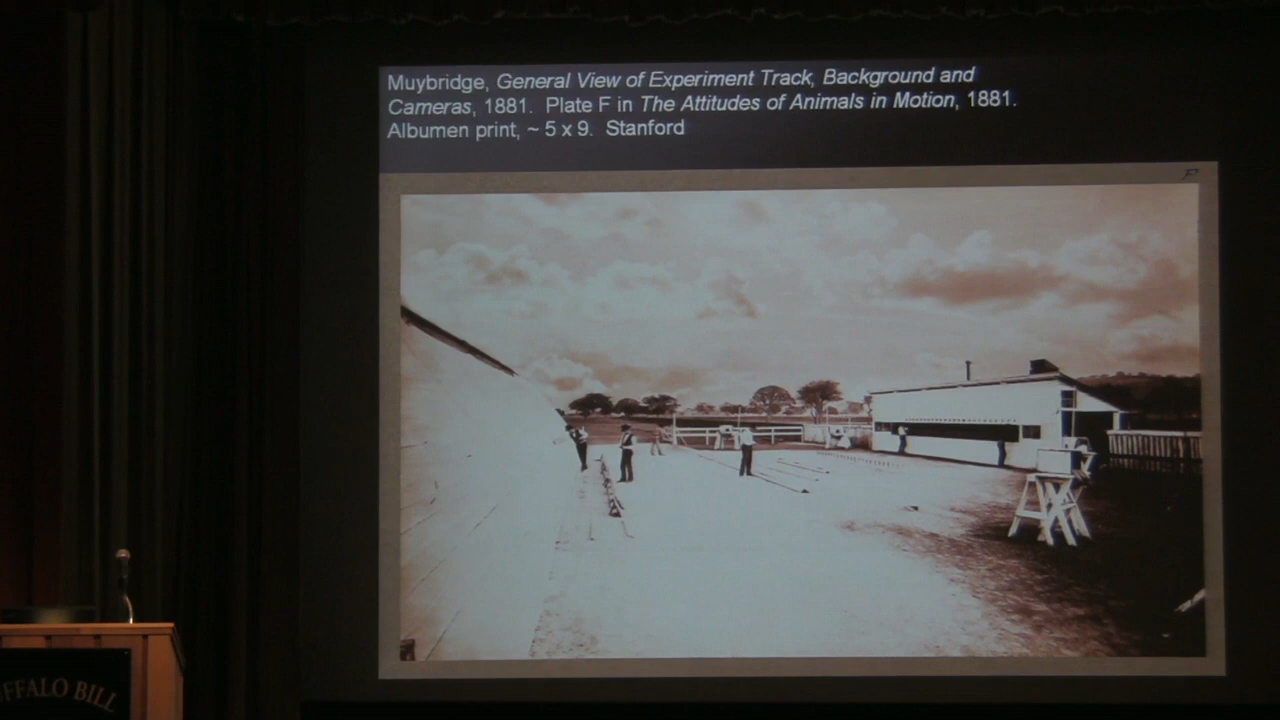 Muybridge, General View of Experiment Track, Background and
Cameras, 1881. Plate F in The Attitudes of Animals in Motion, 1881.
Albumen print, ~ 5 x 9. Stanford
F
FFALO BILL